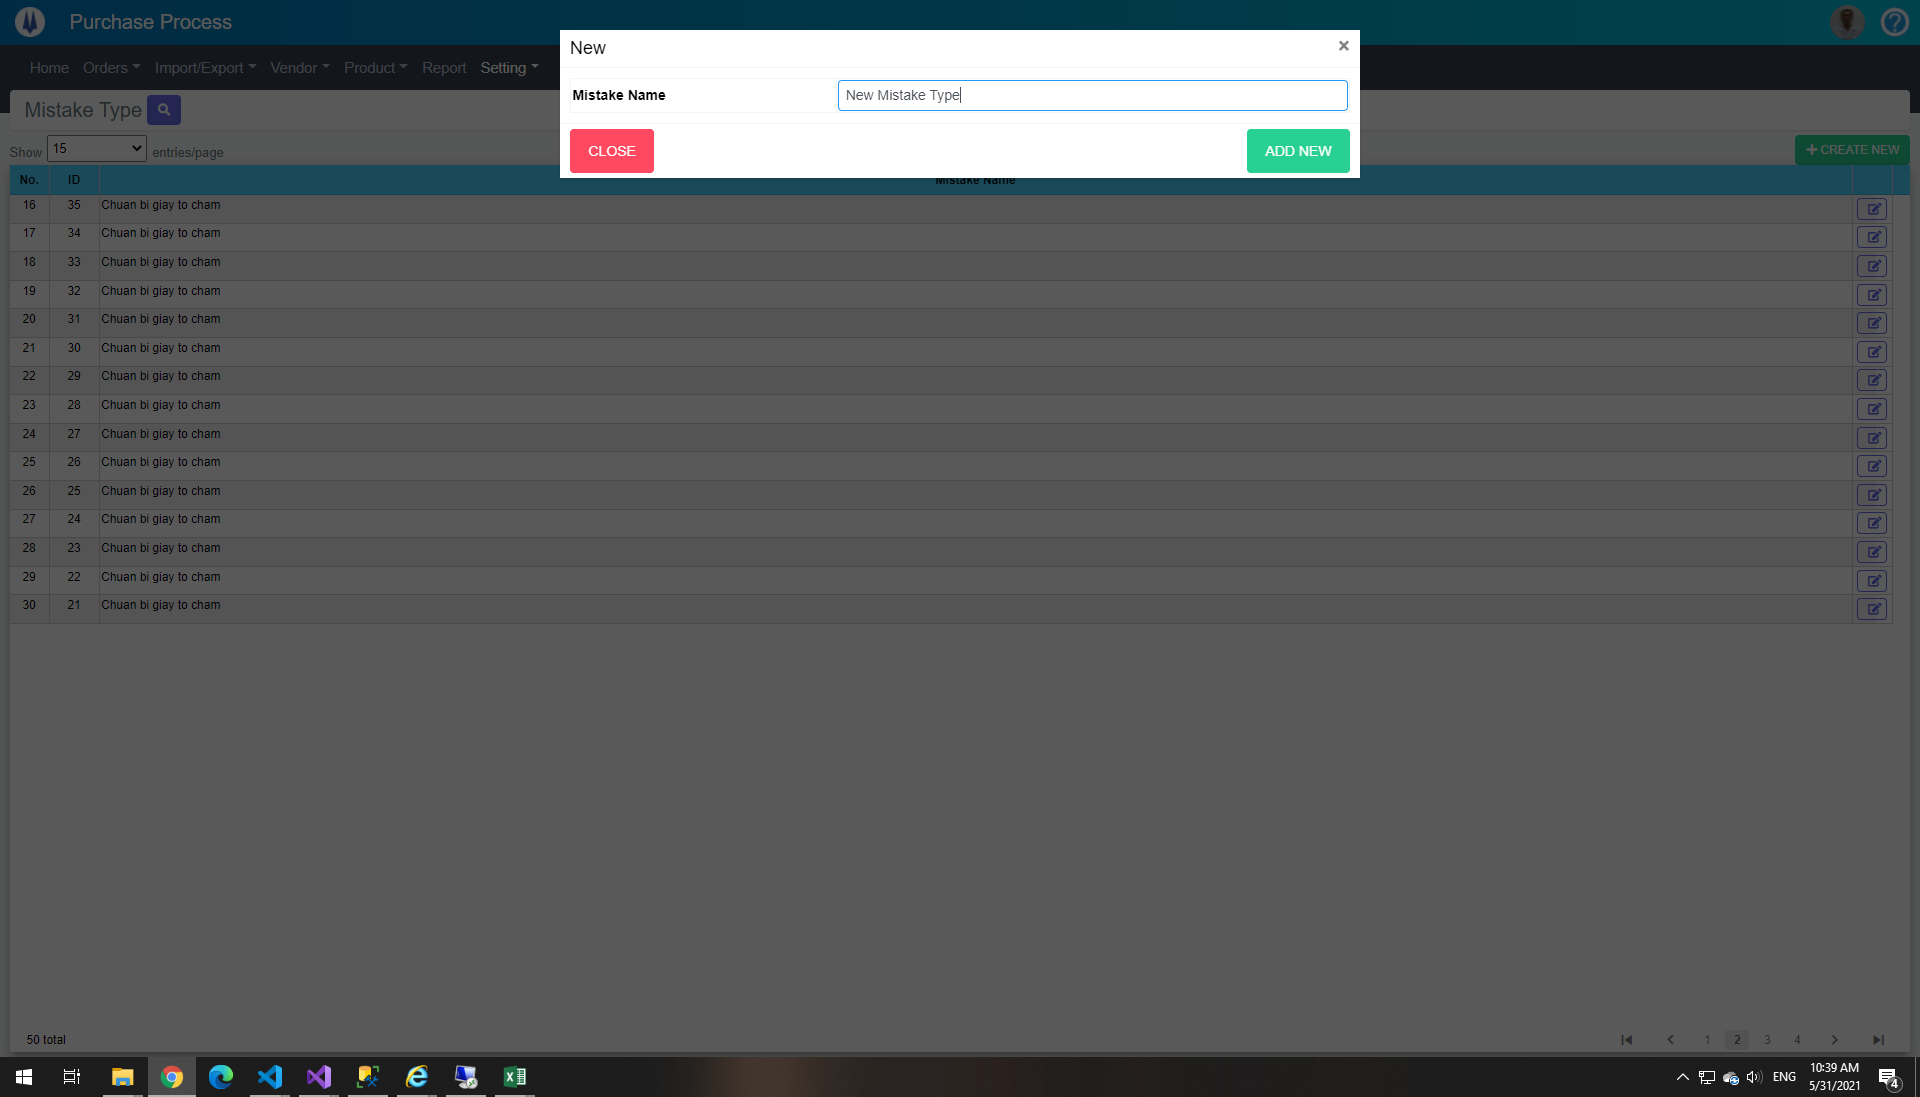 Purchase Process
Home Orders Import/Export Vendor Product Report Setting
New
×
Mistake Name New Mistake Type
CLOSE ADD NEW
Mistake Type
Show 15 entries/page
CREATE NEW
No. ID Mistake Name
16 35 Chuan bi giay to cham
17 34 Chuan bi giay to cham
18 33 Chuan bi giay to cham
19 32 Chuan bi giay to cham
20 31 Chuan bi giay to cham
21 30 Chuan bi giay to cham
22 29 Chuan bi giay to cham
23 28 Chuan bi giay to cham
24 27 Chuan bi giay to cham
25 26 Chuan bi giay to cham
26 25 Chuan bi giay to cham
27 24 Chuan bi giay to cham
28 23 Chuan bi giay to cham
29 22 Chuan bi giay to cham
30 21 Chuan bi giay to cham
50 total
1 2 3 4
ENG
10:39 AM
5/31/2021
4